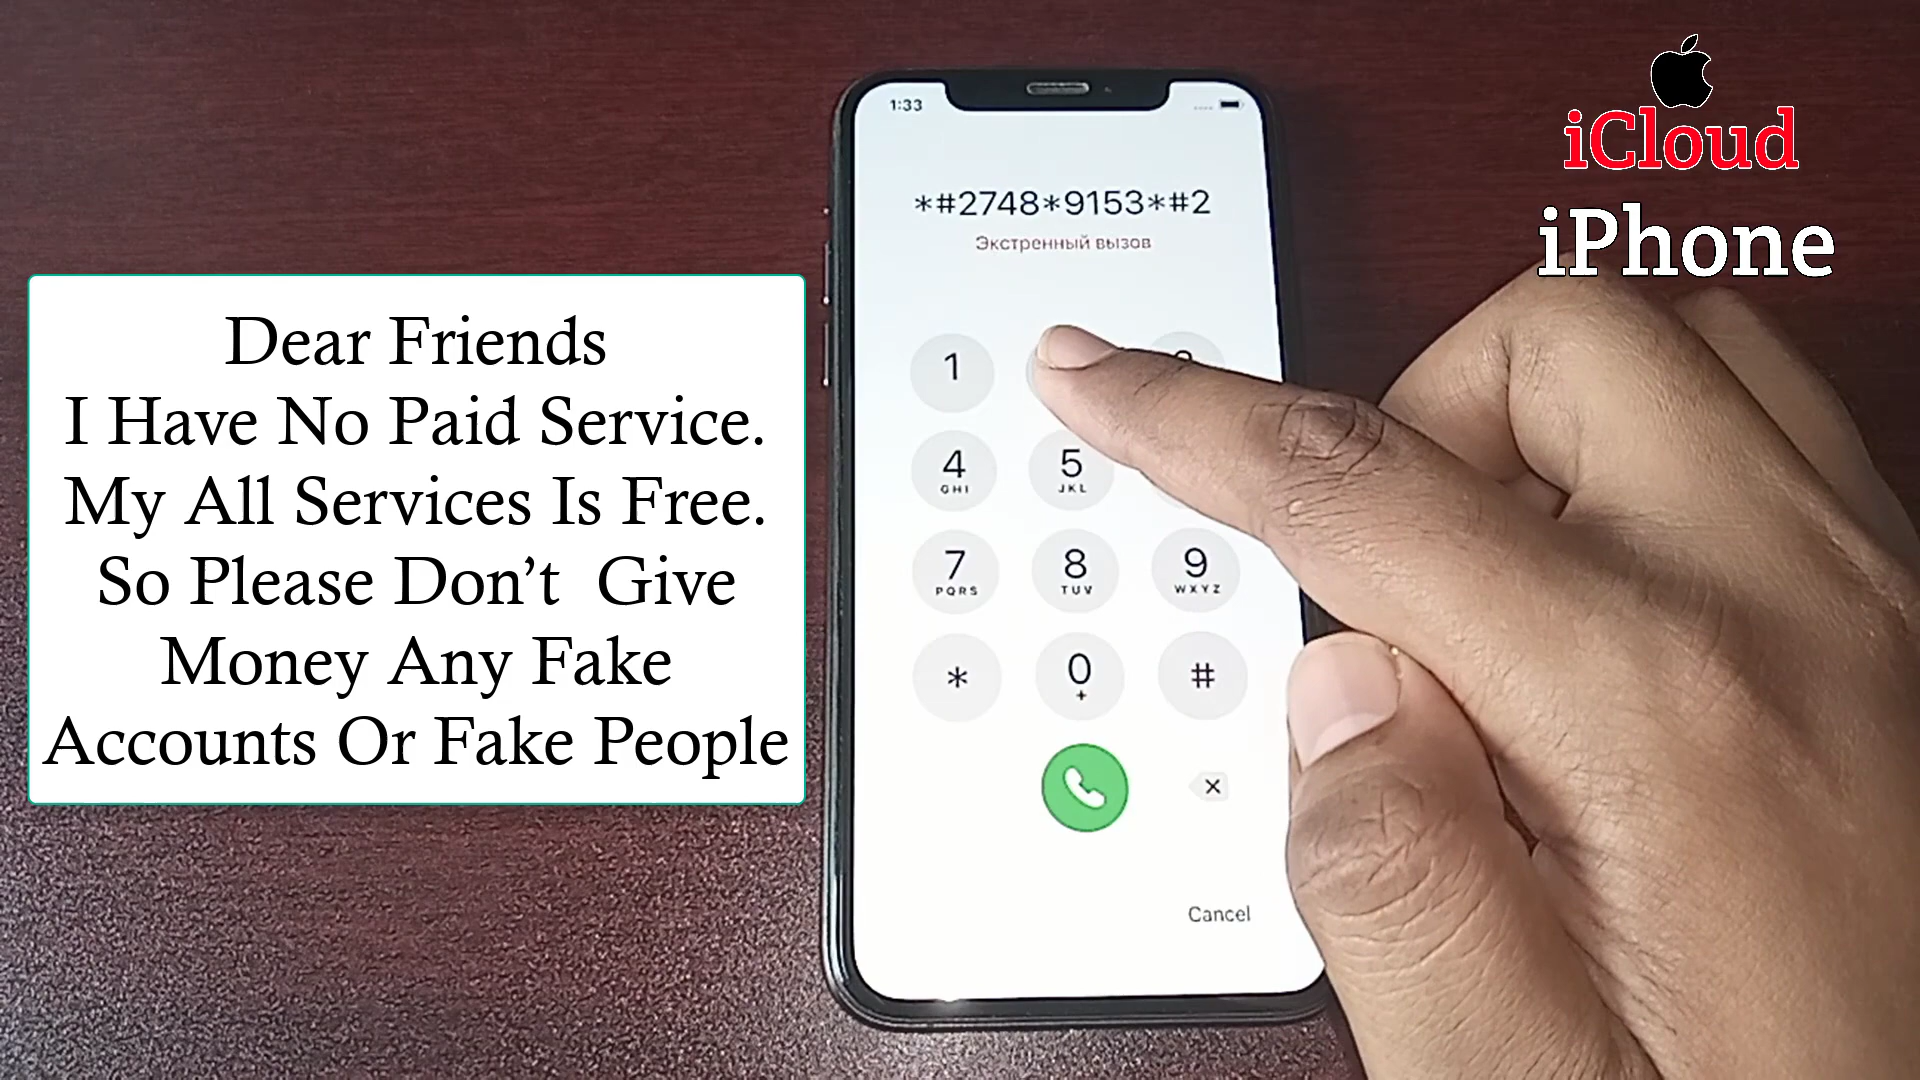 iCloud
iPhone
1:33
*#2748*9153*#2
Экстренный вызов
Dear Friends
I Have No Paid Service.
My All Services Is Free.
So Please Don’t Give
Money Any Fake
Accounts Or Fake People
1
4 5
GHI JKL
7 8 9
PQRS TUV WXYZ
* 0 #
+
Cancel